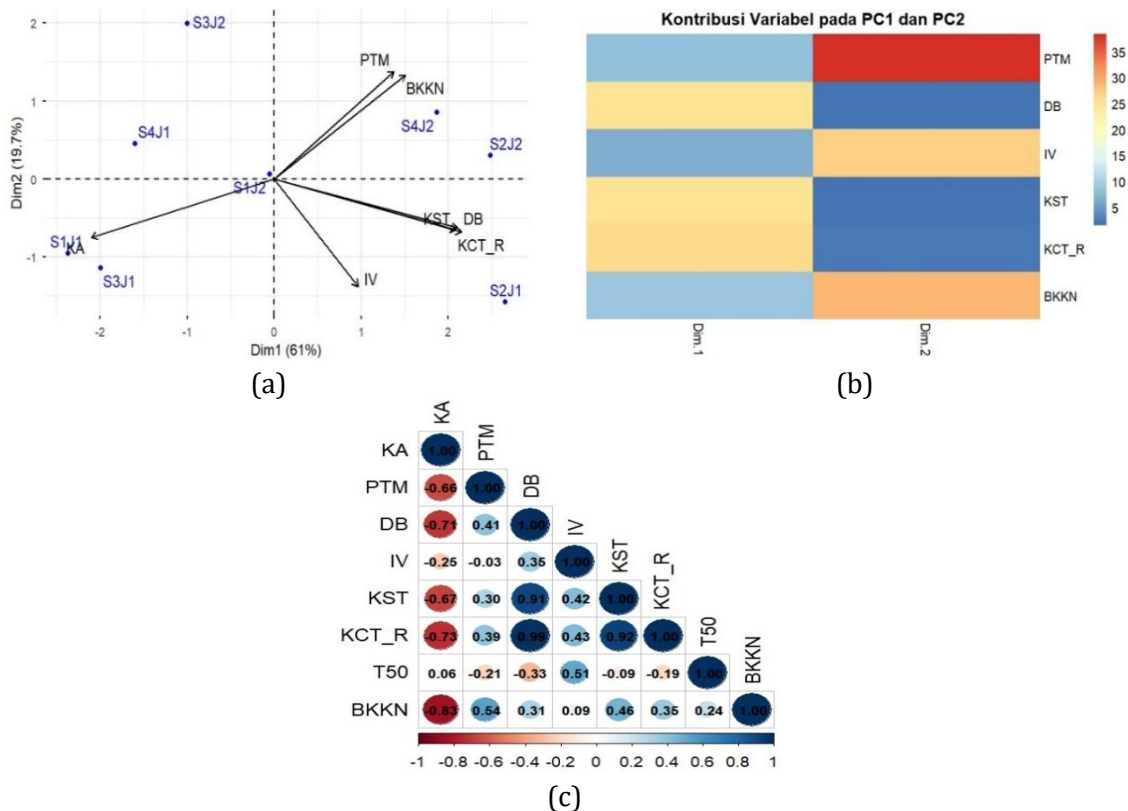 2
1
0
-1
-2
-1
0
1
2
Dim2 (19.7%)
Dim1 (61%)
S3J2
PTM
BKKN
S4J1
S4J2
S2J2
S1J2
KST
DB
KCT_R
S1J1
KA
S3J1
IV
S2J1
(a)
Kontribusi Variabel pada PC1 dan PC2
PTM
DB
IV
KST
KCT_R
BKKN
Dim.1
Dim.2
35
30
25
20
15
10
5
(b)
KA
PTM
DB
IV
KST
KCT_R
T50
BKKN
KA 1.00
PTM -0.66 1.00
DB -0.71 0.41 1.00
IV -0.25 -0.03 0.35 1.00
KST -0.67 0.30 0.91 0.42 1.00
KCT_R -0.73 0.39 0.99 0.43 0.92 1.00
T50 0.06 -0.21 -0.33 0.51 -0.09 -0.19 1.00
BKKN -0.83 0.54 0.31 0.09 0.46 0.35 0.24 1.00
-1 -0.8 -0.6 -0.4 -0.2 0 0.2 0.4 0.6 0.8 1
(c)